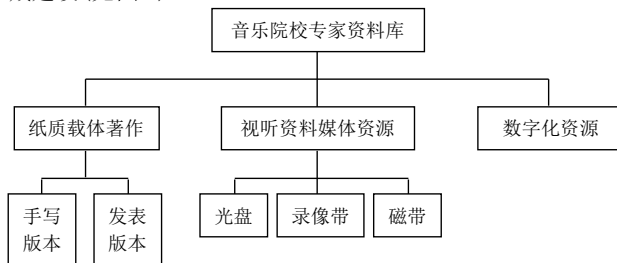 音乐院校专家资料库
纸质载体著作
视听资料媒体资源
数字化资源
手写
版本
发表
版本
光盘
录像带
磁带